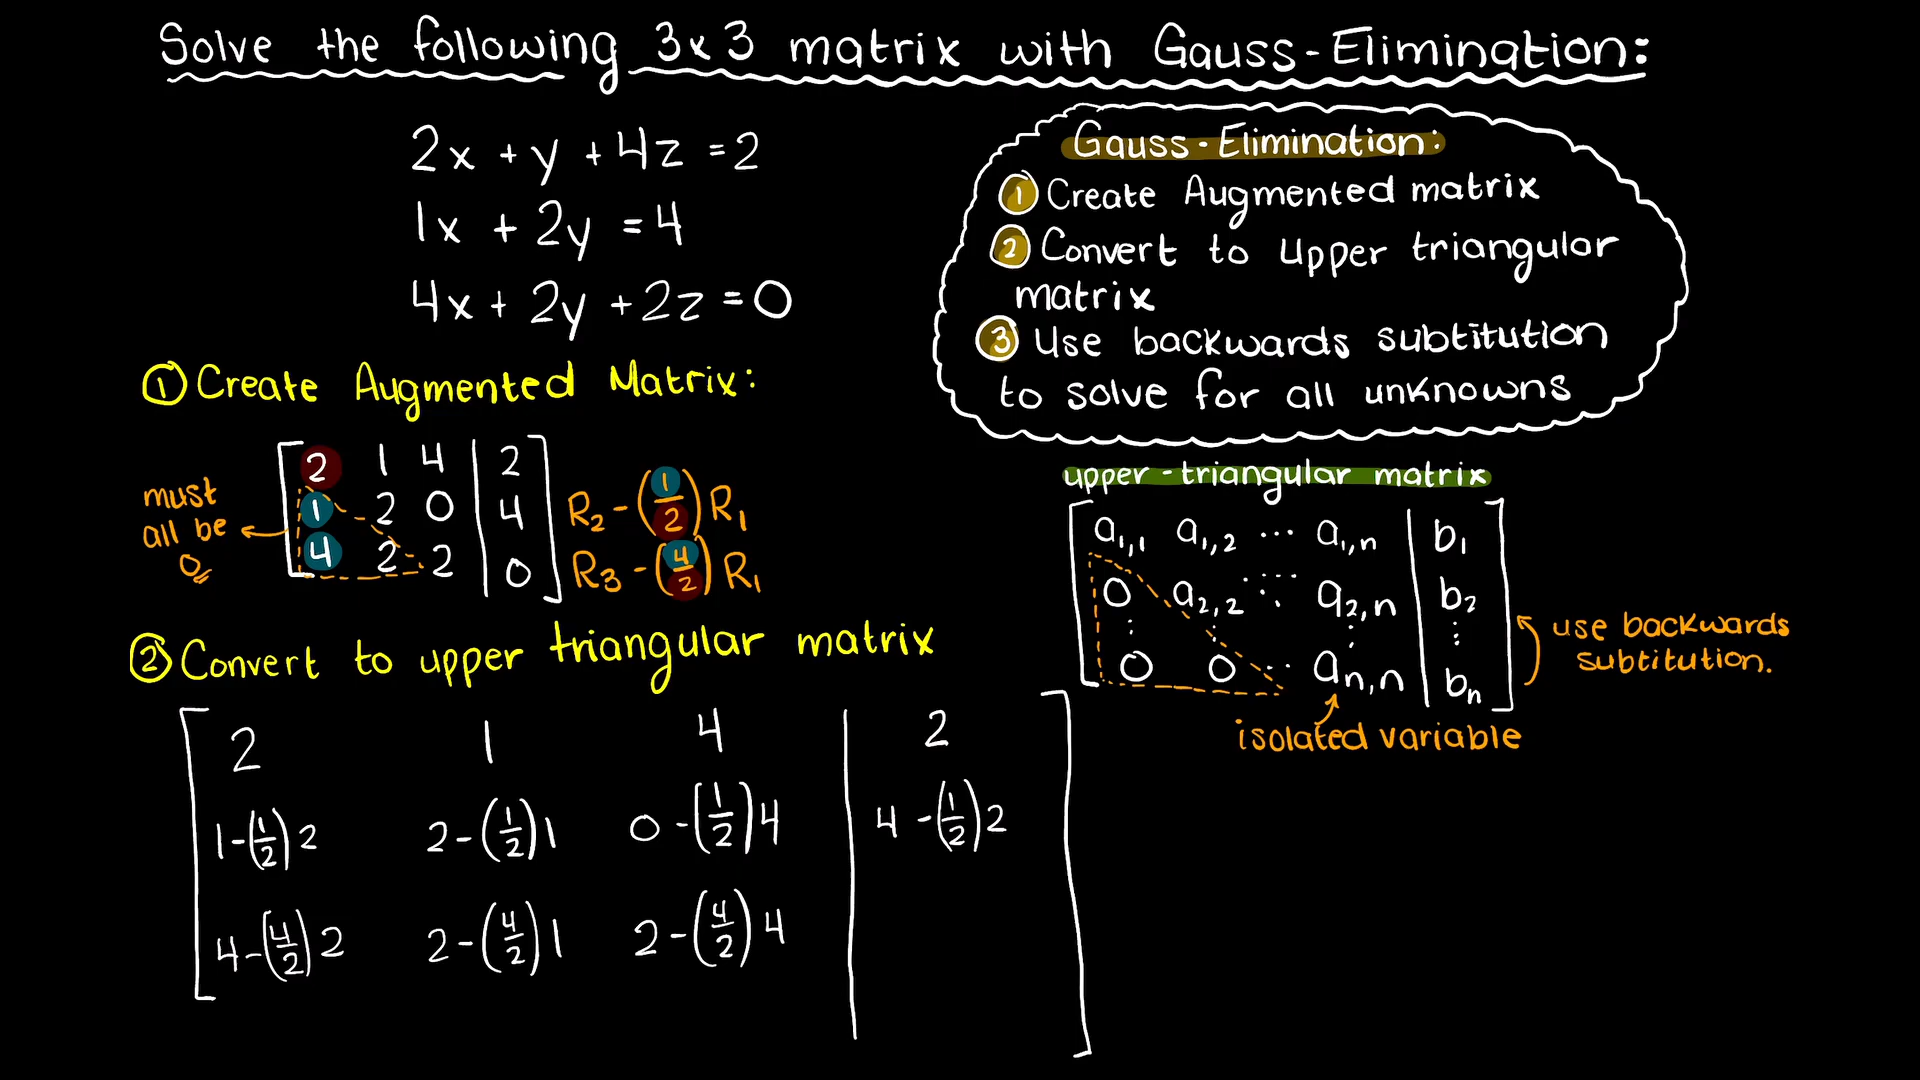 Solve the following 3x3 matrix with Gauss-Elimination:
2x + y + 4z = 2
1x + 2y = 4
4x + 2y + 2z = 0
Gauss-Elimination:
① Create Augmented matrix
② Convert to upper triangular
matrix
③ Use backwards subtitution
to solve for all unknowns
① Create Augmented Matrix:
must
all be
0
2 1 4 | 2
1 2 0 | 4 R₂ - (1/2) R₁
4 2 2 | 0 R₃ - (4/2) R₁
upper-triangular matrix
a₁,₁ a₁,₂ ... a₁,n | b₁
0 a₂,₂ ⋱ a₂,n | b₂
⋮ ⋮ ⋮ | ⋮
0 0 ... aₙ,ₙ | bₙ
use backwards
subtitution.
isolated variable
② Convert to upper triangular matrix
2 1 4 | 2
1-(1/2)2 2-(1/2)1 0-(1/2)4 | 4-(1/2)2
4-(4/2)2 2-(4/2)1 2-(4/2)4 |